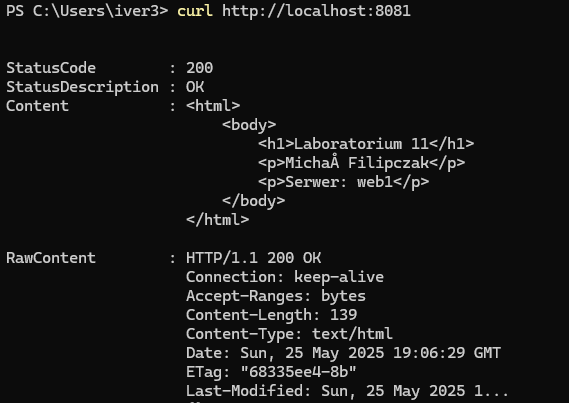 PS C:\Users\iver3> curl http://localhost:8081
StatusCode : 200
StatusDescription : OK
Content : <html>
<body>
<h1>Laboratorium 11</h1>
<p>MichaÅ Filipczak</p>
<p>Serwer: web1</p>
</body>
</html>
RawContent : HTTP/1.1 200 OK
Connection: keep-alive
Accept-Ranges: bytes
Content-Length: 139
Content-Type: text/html
Date: Sun, 25 May 2025 19:06:29 GMT
ETag: "68335ee4-8b"
Last-Modified: Sun, 25 May 2025 1...